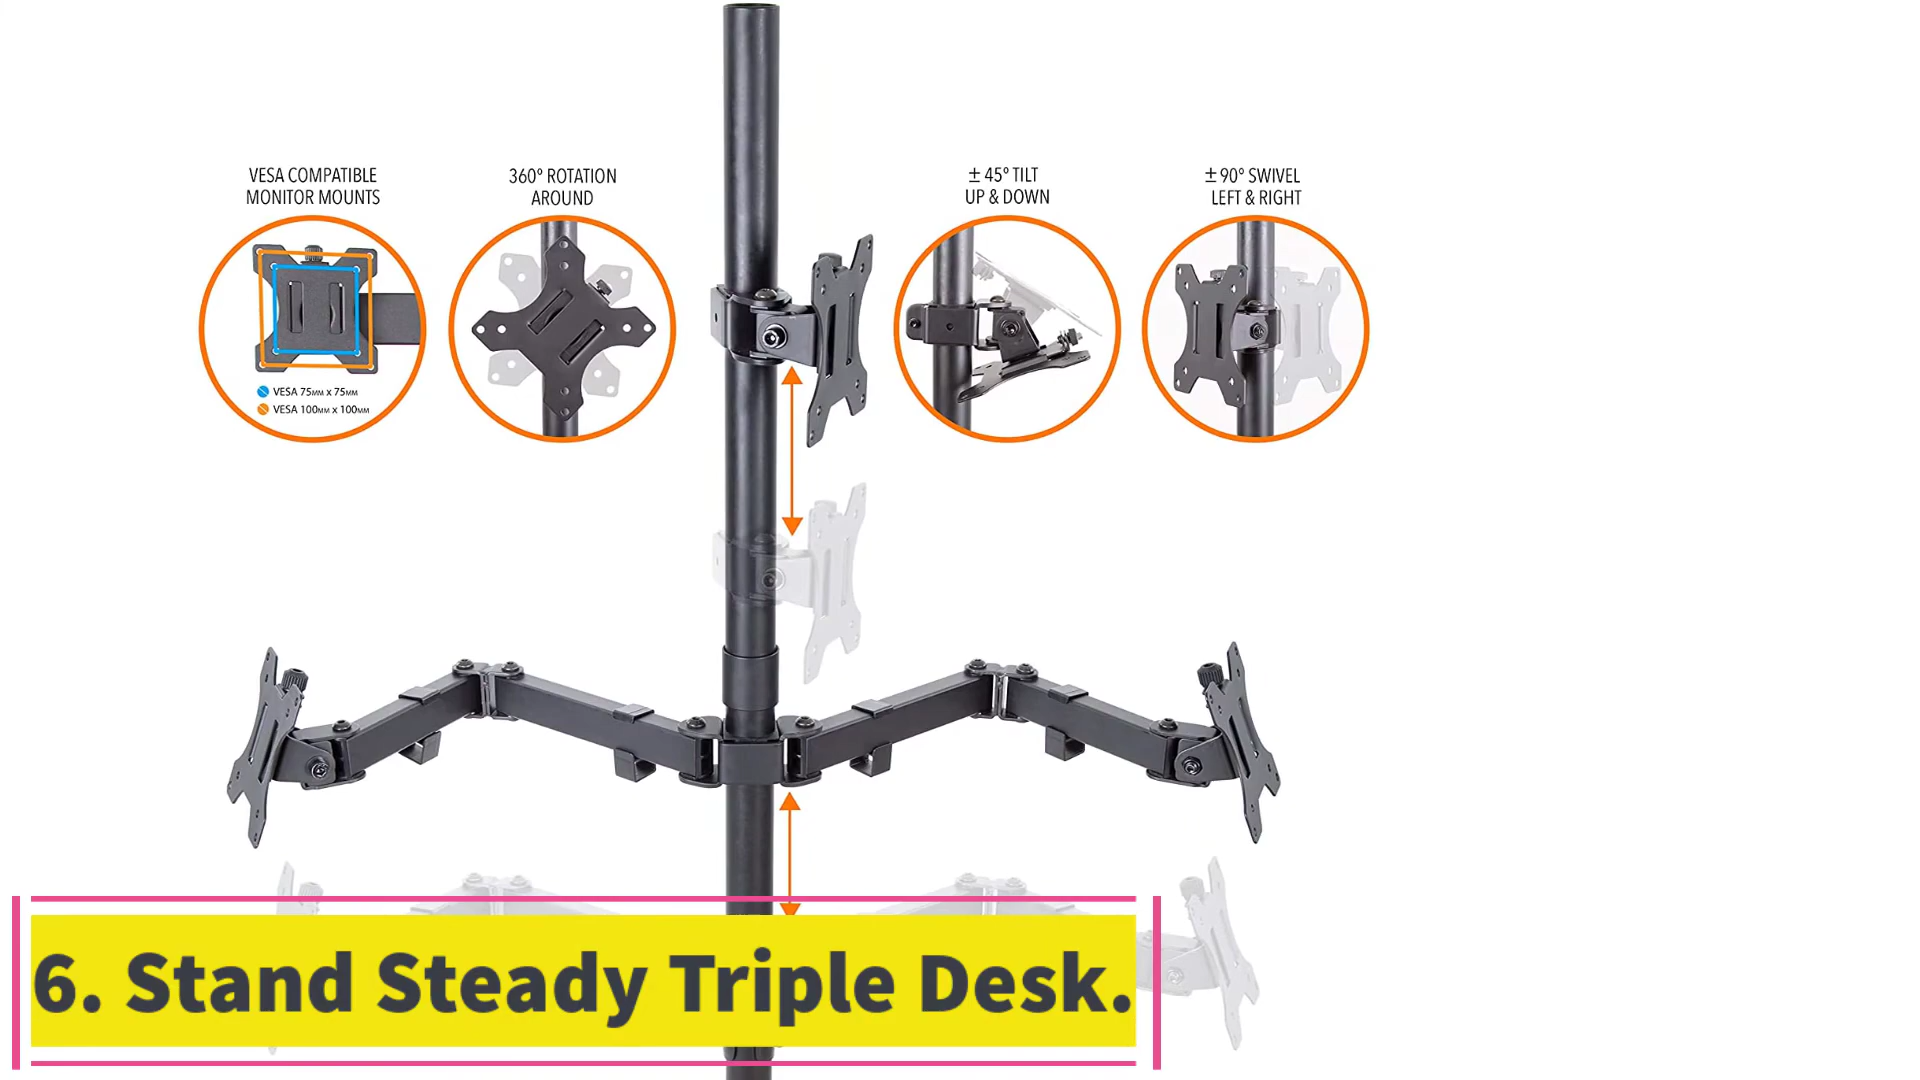 VESA COMPATIBLE
MONITOR MOUNTS
360° ROTATION
AROUND
± 45° TILT
UP & DOWN
± 90° SWIVEL
LEFT & RIGHT
VESA 75MM X 75MM
VESA 100MM X 100MM
6. Stand Steady Triple Desk.